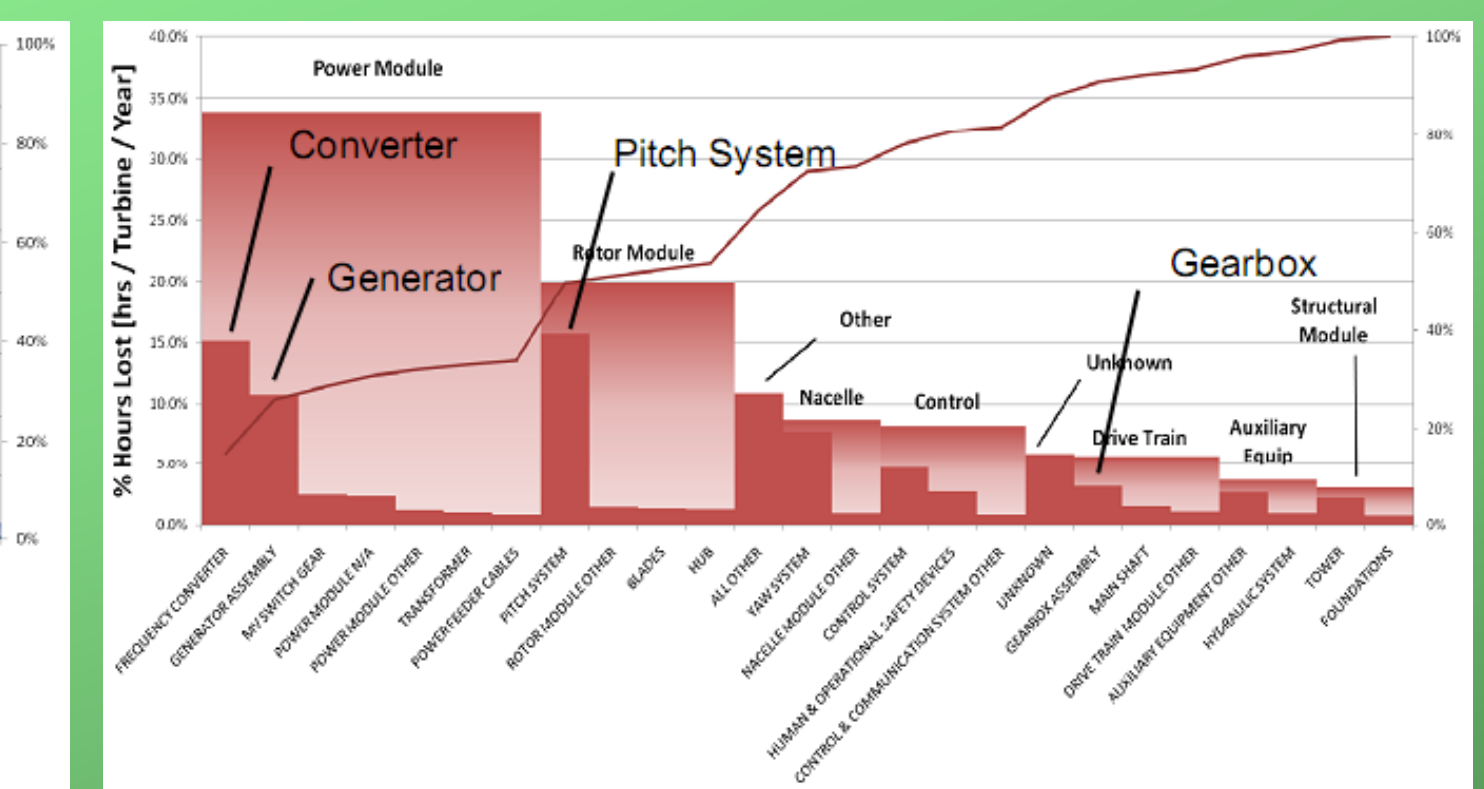 100%
80%
60%
40%
20%
0%
% Hours Lost [hrs / Turbine / Year]
40.0%
35.0%
30.0%
25.0%
20.0%
15.0%
10.0%
5.0%
0.0%
100%
80%
60%
40%
20%
0%
Power Module
Converter
Generator
Pitch System
Rotor Module
Other
Nacelle
Control
Unknown
Gearbox
Drive Train
Auxiliary
Equip
Structural
Module
FREQUENCY CONVERTER
GENERATOR ASSEMBLY
MV SWITCH GEAR
POWER MODULE N/A
POWER MODULE OTHER
TRANSFORMER
POWER FEEDER CABLES
PITCH SYSTEM
ROTOR MODULE OTHER
BLADES
HUB
ALL OTHER
YAW SYSTEM
NACELLE MODULE OTHER
CONTROL SYSTEM
HUMAN & OPERATIONAL SAFETY DEVICES
CONTROL & COMMUNICATION SYSTEM OTHER
UNKNOWN
GEARBOX ASSEMBLY
MAIN SHAFT
DRIVE TRAIN MODULE OTHER
AUXILIARY EQUIPMENT OTHER
HYDRAULIC SYSTEM
TOWER
FOUNDATIONS